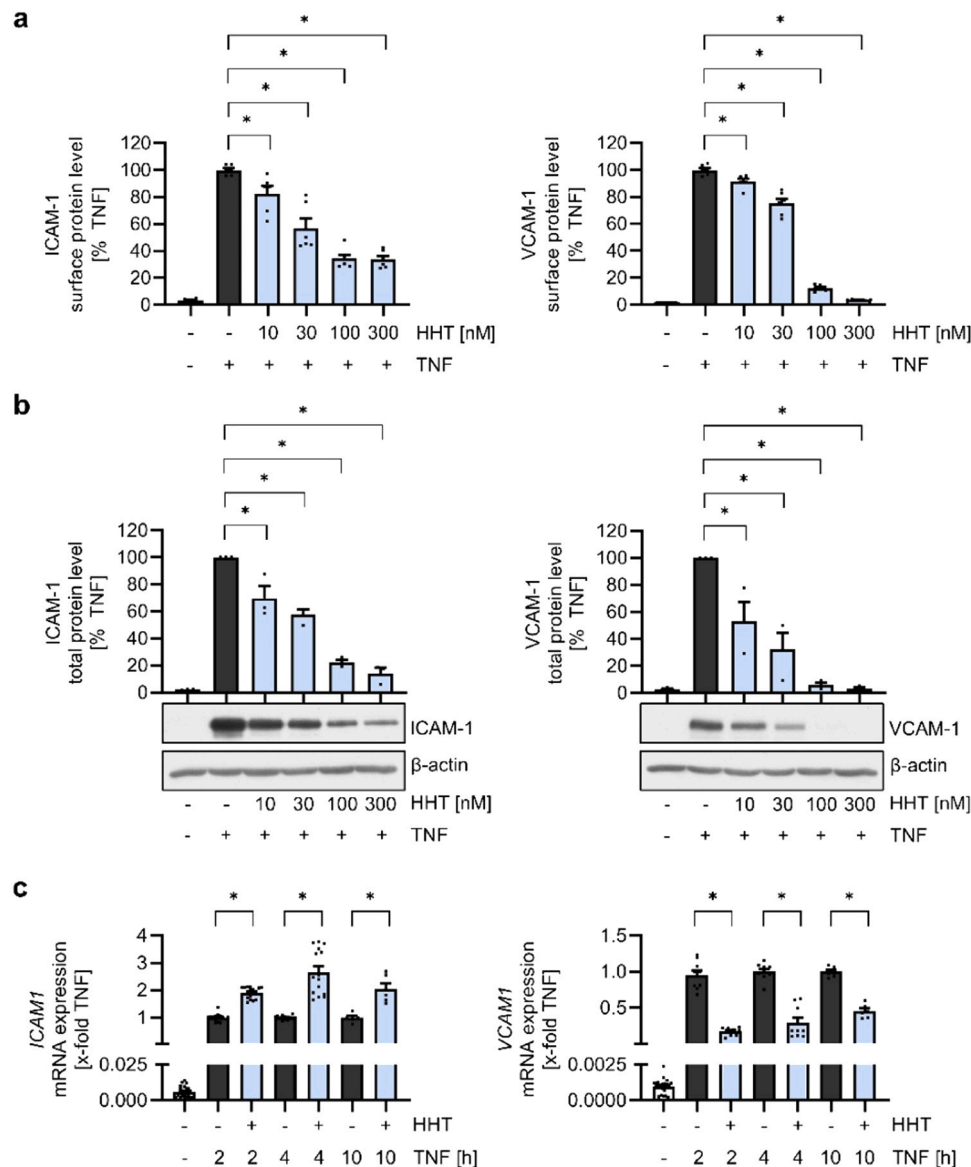 a
* * * *
ICAM-1
surface protein level
[% TNF]
120
100
80
60
40
20
0
- - 10 30 100 300 HHT [nM]
- + + + + + TNF
* * * *
VCAM-1
surface protein level
[% TNF]
120
100
80
60
40
20
0
- - 10 30 100 300 HHT [nM]
- + + + + + TNF
b
* * * *
ICAM-1
total protein level
[% TNF]
120
100
80
60
40
20
0
ICAM-1
β-actin
- - 10 30 100 300 HHT [nM]
- + + + + + TNF
* * * *
VCAM-1
total protein level
[% TNF]
120
100
80
60
40
20
0
VCAM-1
β-actin
- - 10 30 100 300 HHT [nM]
- + + + + + TNF
c
* * *
ICAM1
mRNA expression
[x-fold TNF]
4
3
2
1
0.025
0.000
- - + - + - + HHT
- 2 2 4 4 10 10 TNF [h]
* * *
VCAM1
mRNA expression
[x-fold TNF]
1.5
1.0
0.5
0.0025
0.0000
- - + - + - + HHT
- 2 2 4 4 10 10 TNF [h]